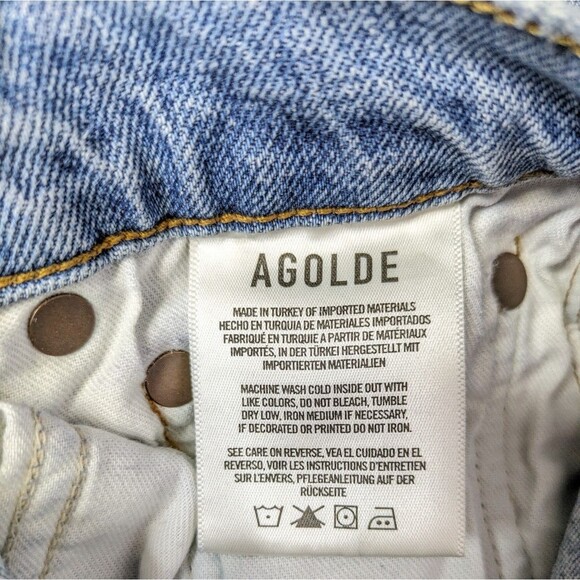 AGOLDE
MADE IN TURKEY OF IMPORTED MATERIALS
HECHO EN TURQUIA DE MATERIALES IMPORTADOS
FABRIQUÉ EN TURQUIE A PARTIR DE MATÉRIAUX
IMPORTÉS, IN DER TÜRKEI HERGESTELLT MIT
IMPORTIERTEN MATERIALIEN
MACHINE WASH COLD INSIDE OUT WITH
LIKE COLORS, DO NOT BLEACH, TUMBLE
DRY LOW, IRON MEDIUM IF NECESSARY,
IF DECORATED OR PRINTED DO NOT IRON.
SEE CARE ON REVERSE, VEA EL CUIDADO EN EL
REVERSO, VOIR LES INSTRUCTIONS D'ENTRETIEN
SUR L'ENVERS, PFLEGEANLEITUNG AUF DER
RÜCKSEITE